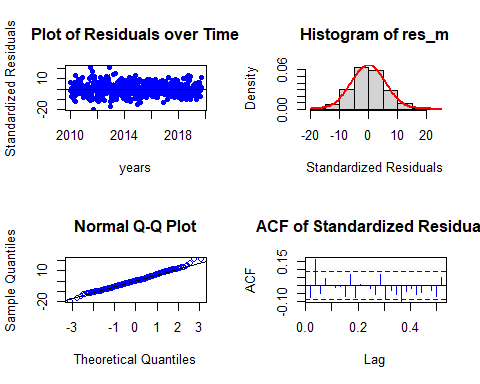 Plot of Residuals over Time
Standardized Residuals
10
-20
2010 2014 2018
years
Histogram of res_m
Density
0.06
0.00
-20 -10 0 10 20
Standardized Residuals
Normal Q-Q Plot
Sample Quantiles
10
-20
-3 -2 -1 0 1 2 3
Theoretical Quantiles
ACF of Standardized Residua
ACF
0.15
-0.10
0.0 0.2 0.4
Lag